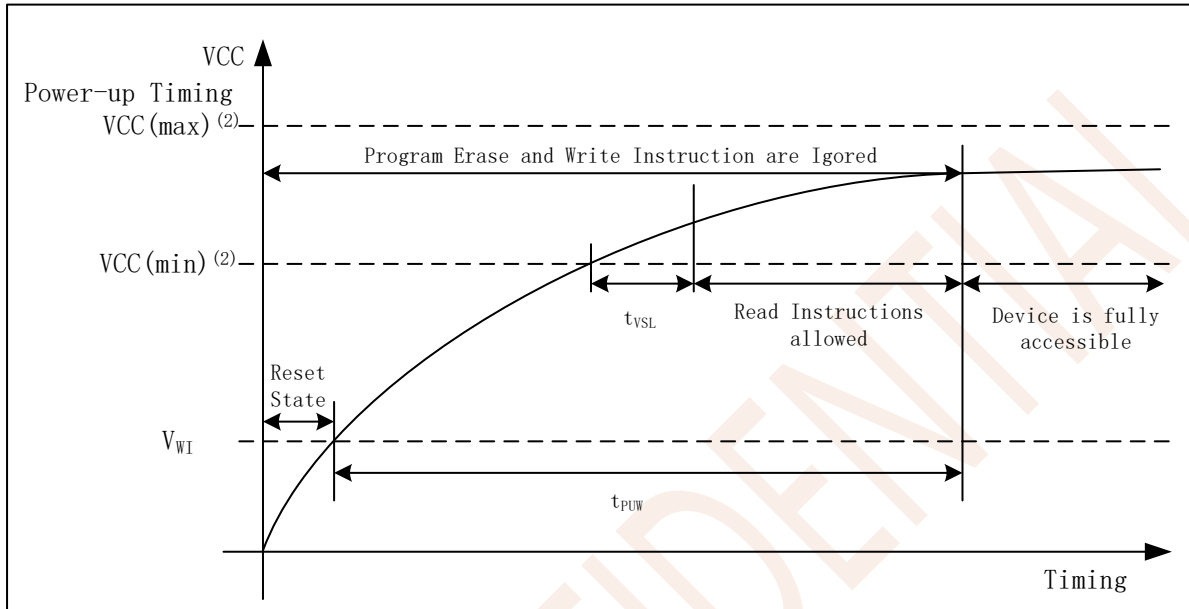 VCC
Power-up Timing
VCC(max)(2)
Program Erase and Write Instruction are Igored
VCC(min)(2)
tVSL
Read Instructions
allowed
Device is fully
accessible
Reset
State
VWI
tPUW
Timing